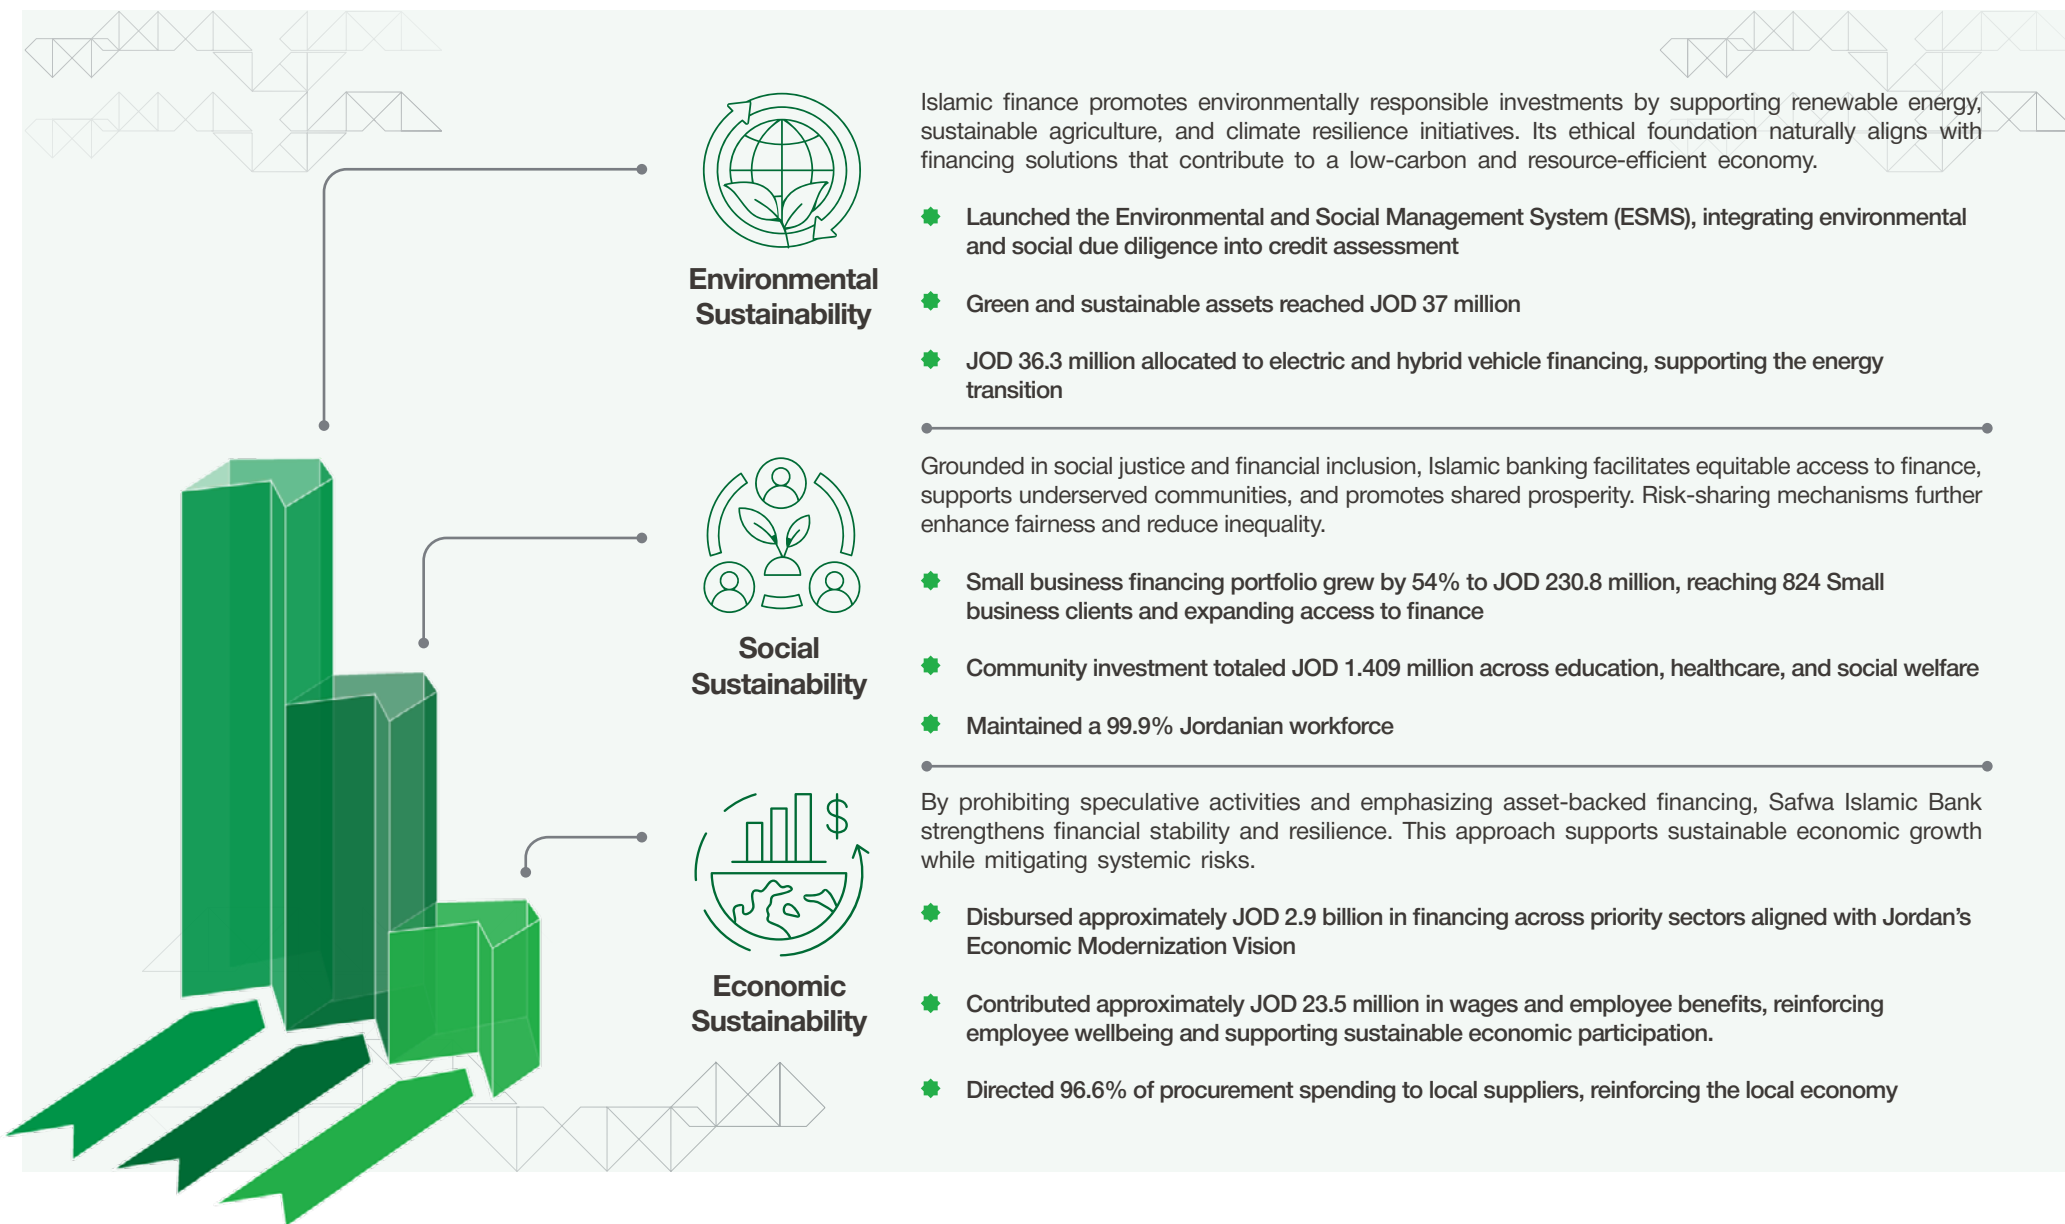 Environmental
Sustainability
Islamic finance promotes environmentally responsible investments by supporting renewable energy,
sustainable agriculture, and climate resilience initiatives. Its ethical foundation naturally aligns with
financing solutions that contribute to a low-carbon and resource-efficient economy.
Launched the Environmental and Social Management System (ESMS), integrating environmental
and social due diligence into credit assessment
Green and sustainable assets reached JOD 37 million
JOD 36.3 million allocated to electric and hybrid vehicle financing, supporting the energy
transition
Social
Sustainability
Grounded in social justice and financial inclusion, Islamic banking facilitates equitable access to finance,
supports underserved communities, and promotes shared prosperity. Risk-sharing mechanisms further
enhance fairness and reduce inequality.
Small business financing portfolio grew by 54% to JOD 230.8 million, reaching 824 Small
business clients and expanding access to finance
Community investment totaled JOD 1.409 million across education, healthcare, and social welfare
Maintained a 99.9% Jordanian workforce
$
Economic
Sustainability
By prohibiting speculative activities and emphasizing asset-backed financing, Safwa Islamic Bank
strengthens financial stability and resilience. This approach supports sustainable economic growth
while mitigating systemic risks.
Disbursed approximately JOD 2.9 billion in financing across priority sectors aligned with Jordan’s
Economic Modernization Vision
Contributed approximately JOD 23.5 million in wages and employee benefits, reinforcing
employee wellbeing and supporting sustainable economic participation.
Directed 96.6% of procurement spending to local suppliers, reinforcing the local economy